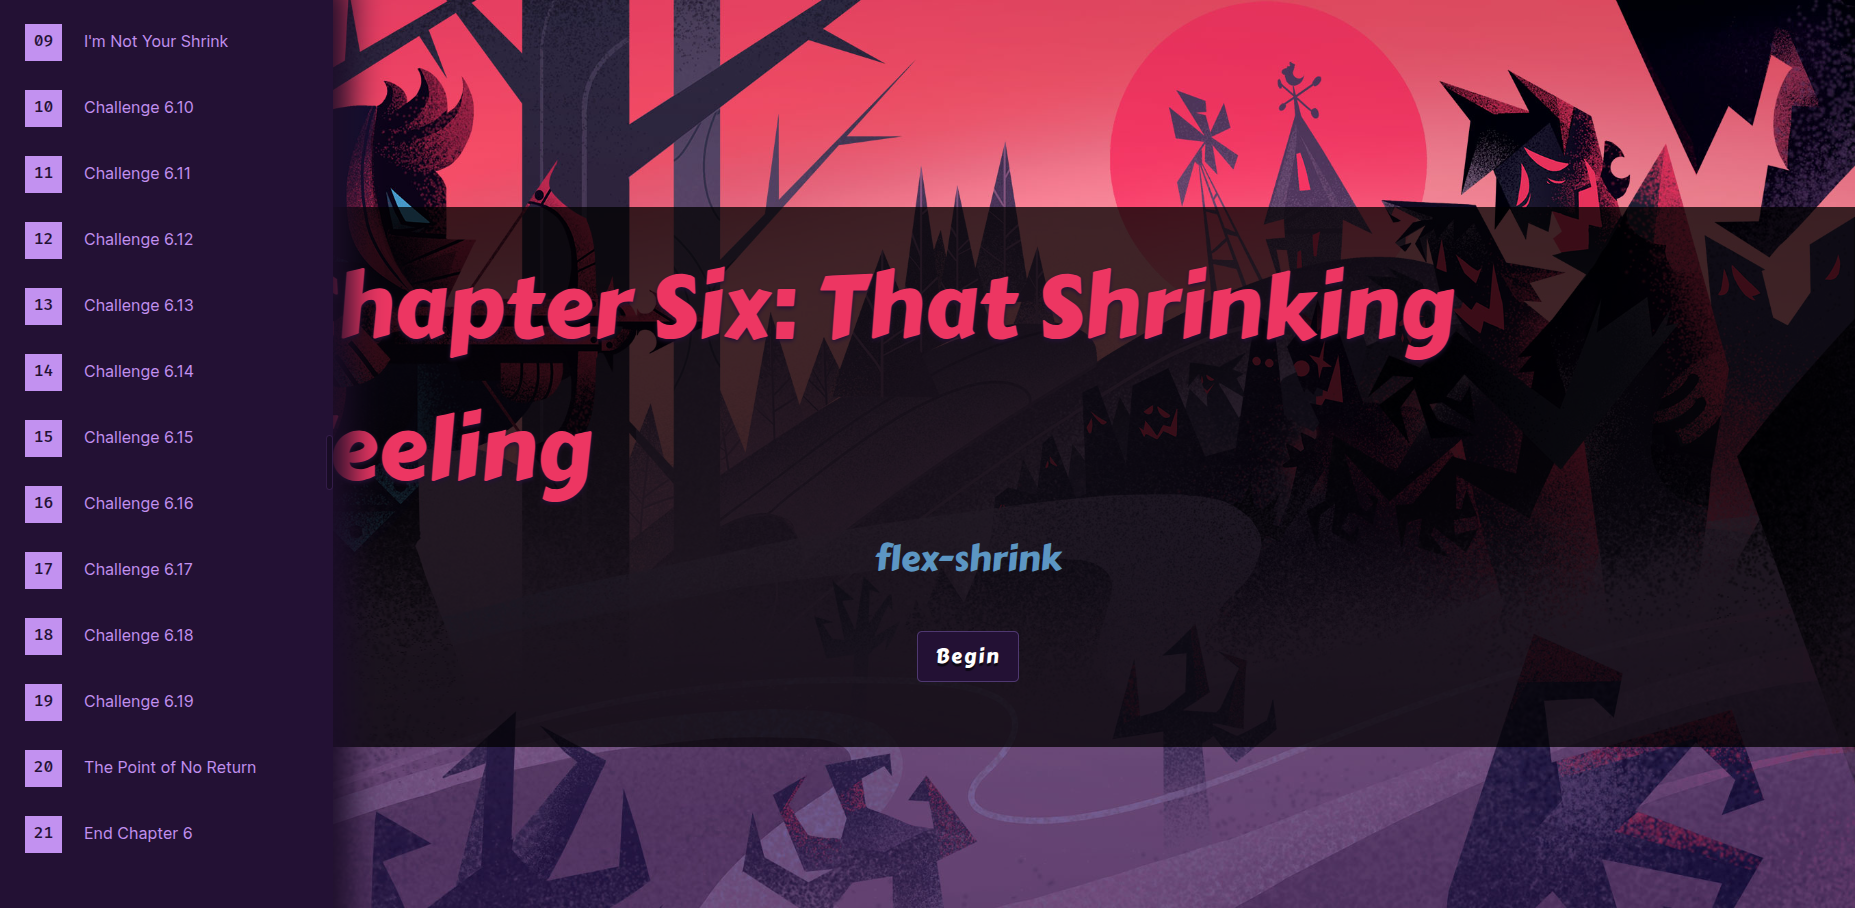 09 I'm Not Your Shrink
10 Challenge 6.10
11 Challenge 6.11
12 Challenge 6.12
13 Challenge 6.13
14 Challenge 6.14
15 Challenge 6.15
16 Challenge 6.16
17 Challenge 6.17
18 Challenge 6.18
19 Challenge 6.19
20 The Point of No Return
21 End Chapter 6
hapter Six: That Shrinking
eeling
flex-shrink
Begin